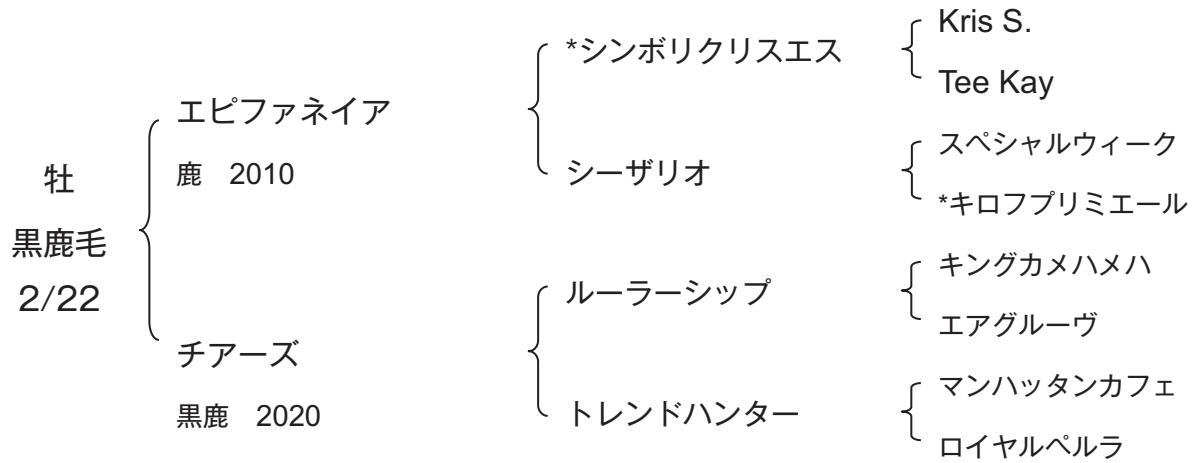 牡
黒鹿毛
2/22
エピファネイア
鹿　2010
チアーズ
黒鹿　2020
*シンボリクリスエス
シーザリオ
ルーラーシップ
トレンドハンター
Kris S.
Tee Kay
スペシャルウィーク
*キロフプリミエール
キングカメハメハ
エアグルーヴ
マンハッタンカフェ
ロイヤルペルラ